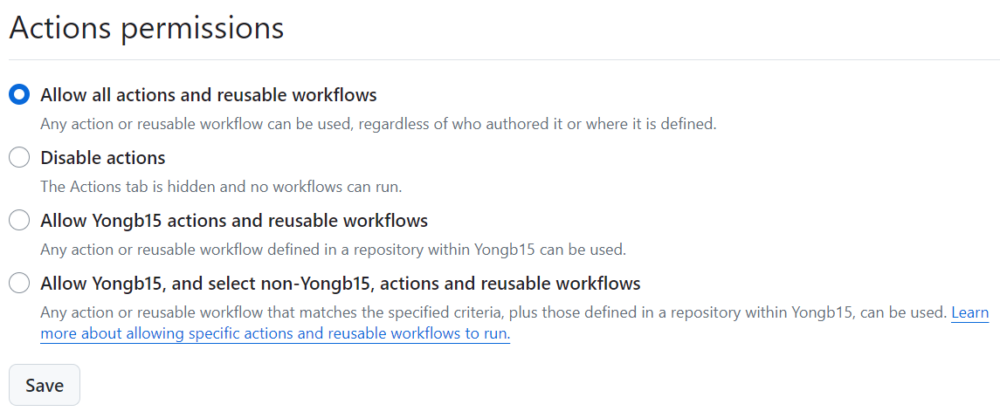 Actions permissions
Allow all actions and reusable workflows
Any action or reusable workflow can be used, regardless of who authored it or where it is defined.
Disable actions
The Actions tab is hidden and no workflows can run.
Allow Yongb15 actions and reusable workflows
Any action or reusable workflow defined in a repository within Yongb15 can be used.
Allow Yongb15, and select non-Yongb15, actions and reusable workflows
Any action or reusable workflow that matches the specified criteria, plus those defined in a repository within Yongb15, can be used. Learn
more about allowing specific actions and reusable workflows to run.
Save